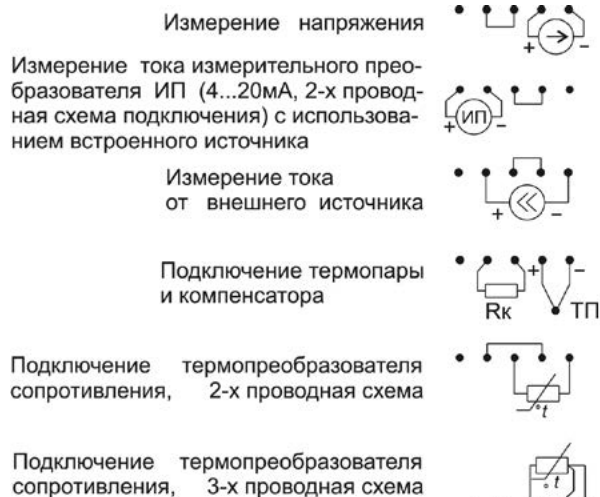 Измерение напряжения
+ −
Измерение тока измерительного прео-
бразователя ИП (4...20мА, 2-х провод-
ная схема подключения) с использова-
нием встроенного источника
+ ИП −
Измерение тока
от внешнего источника
+ −
Подключение термопары
и компенсатора
+ −
Rк ТП
Подключение термопреобразователя
сопротивления, 2-х проводная схема
°t
Подключение термопреобразователя
сопротивления, 3-х проводная схема
°t